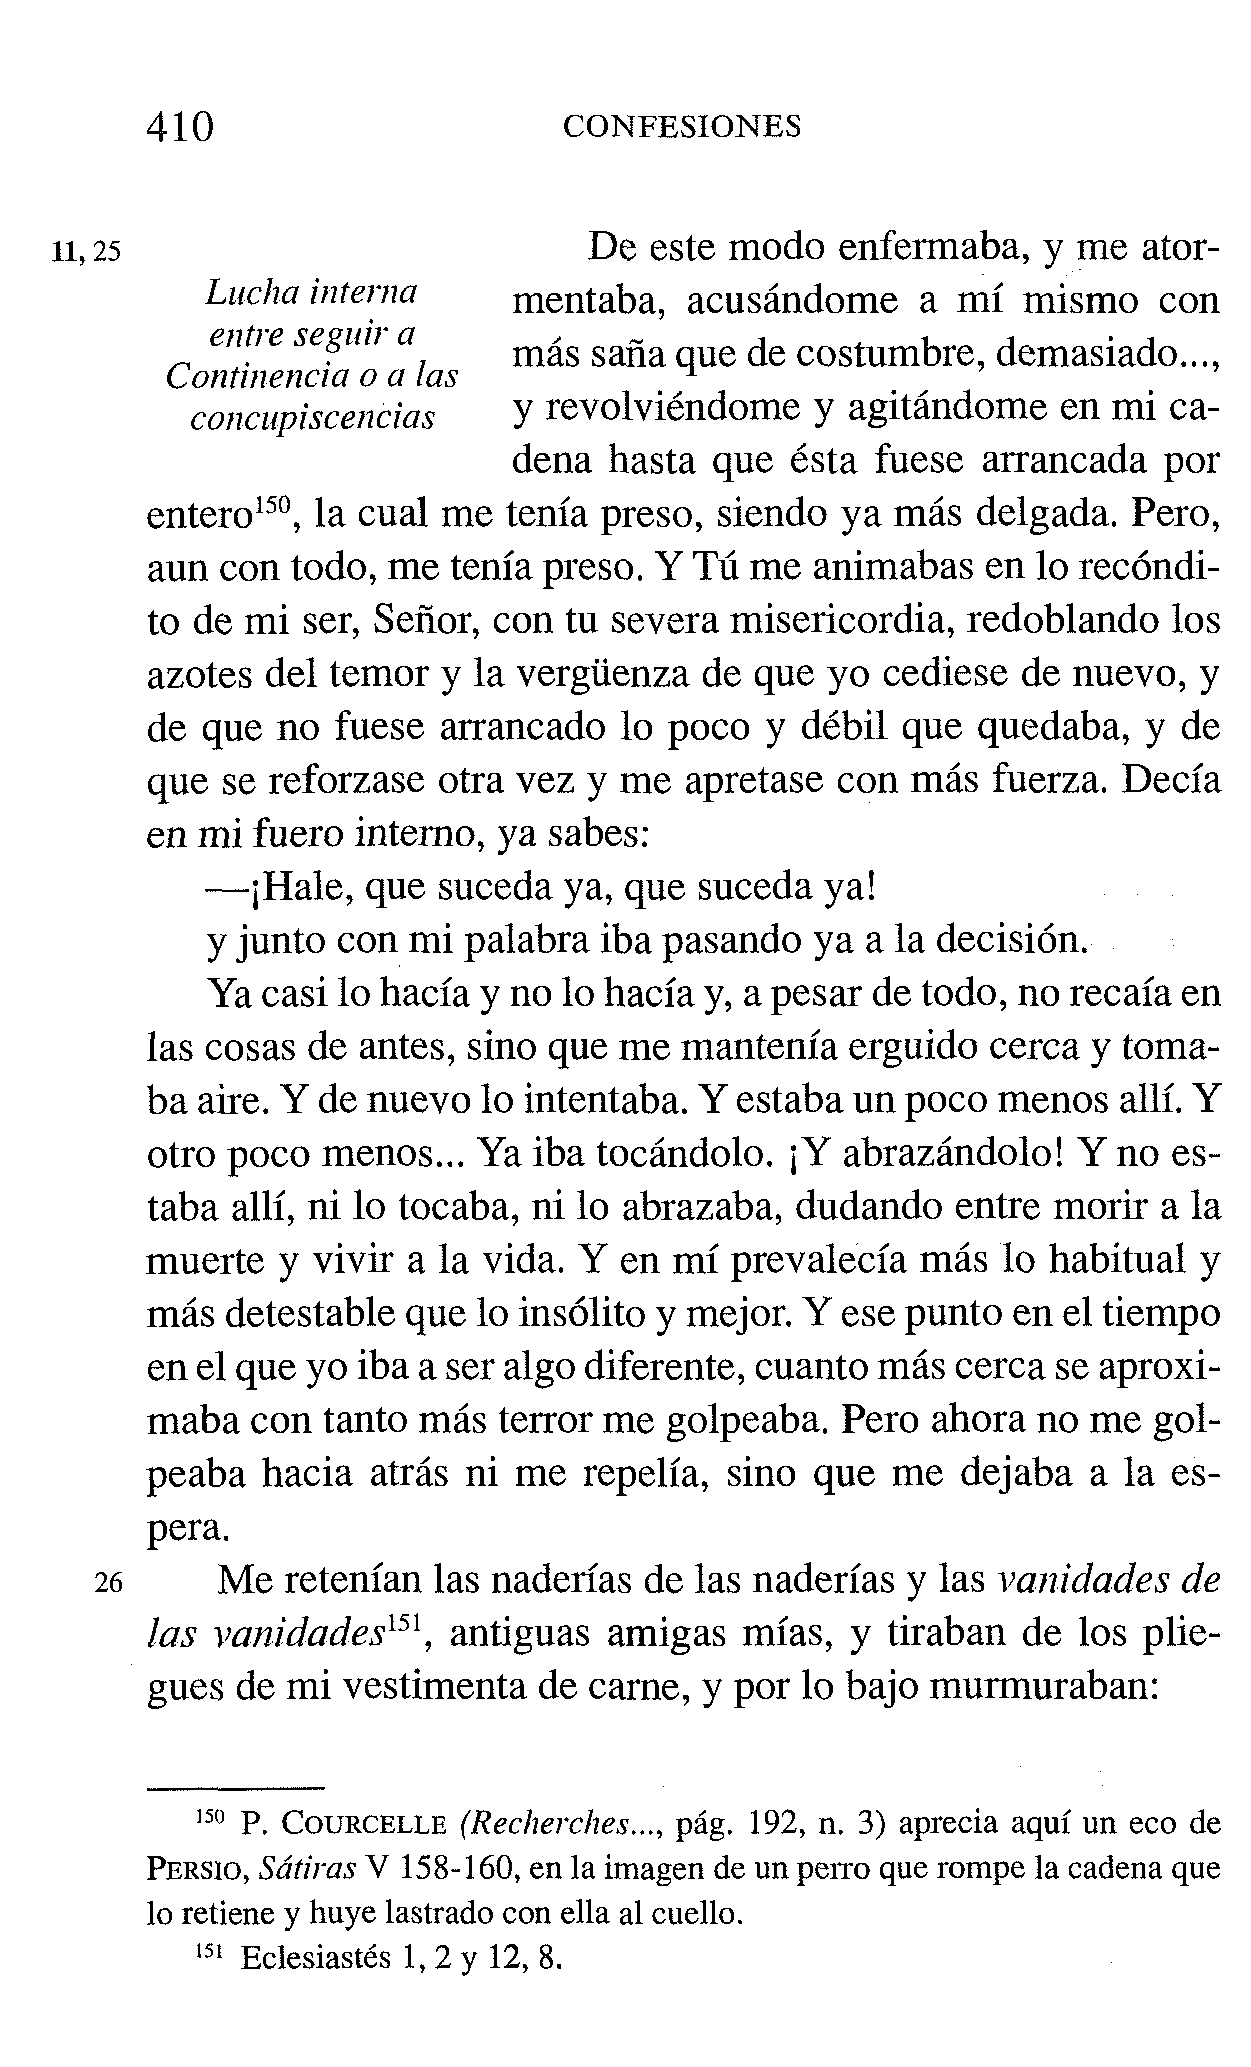 410 CONFESIONES
11, 25 De este modo enfermaba, y me ator-
Lucha interna
entre seguir a
Continencia o a las
concupiscencias
mentaba, acusándome a mí mismo con
más saña que de costumbre, demasiado...,
y revolviéndome y agitándome en mi ca-
dena hasta que ésta fuese arrancada por
entero¹⁵⁰, la cual me tenía preso, siendo ya más delgada. Pero,
aun con todo, me tenía preso. Y Tú me animabas en lo recóndi-
to de mi ser, Señor, con tu severa misericordia, redoblando los
azotes del temor y la vergüenza de que yo cediese de nuevo, y
de que no fuese arrancado lo poco y débil que quedaba, y de
que se reforzase otra vez y me apretase con más fuerza. Decía
en mi fuero interno, ya sabes:
—¡Hale, que suceda ya, que suceda ya!
y junto con mi palabra iba pasando ya a la decisión.
Ya casi lo hacía y no lo hacía y, a pesar de todo, no recaía en
las cosas de antes, sino que me mantenía erguido cerca y toma-
ba aire. Y de nuevo lo intentaba. Y estaba un poco menos allí. Y
otro poco menos... Ya iba tocándolo. ¡Y abrazándolo! Y no es-
taba allí, ni lo tocaba, ni lo abrazaba, dudando entre morir a la
muerte y vivir a la vida. Y en mí prevalecía más lo habitual y
más detestable que lo insólito y mejor. Y ese punto en el tiempo
en el que yo iba a ser algo diferente, cuanto más cerca se aproxi-
maba con tanto más terror me golpeaba. Pero ahora no me gol-
peaba hacia atrás ni me repelía, sino que me dejaba a la es-
pera.
26 Me retenían las naderías de las naderías y las vanidades de
las vanidades¹⁵¹, antiguas amigas mías, y tiraban de los plie-
gues de mi vestimenta de carne, y por lo bajo murmuraban:
¹⁵⁰ P. COURCELLE (Recherches..., pág. 192, n. 3) aprecia aquí un eco de
PERSIO, Sátiras V 158-160, en la imagen de un perro que rompe la cadena que
lo retiene y huye lastrado con ella al cuello.
¹⁵¹ Eclesiastés 1, 2 y 12, 8.